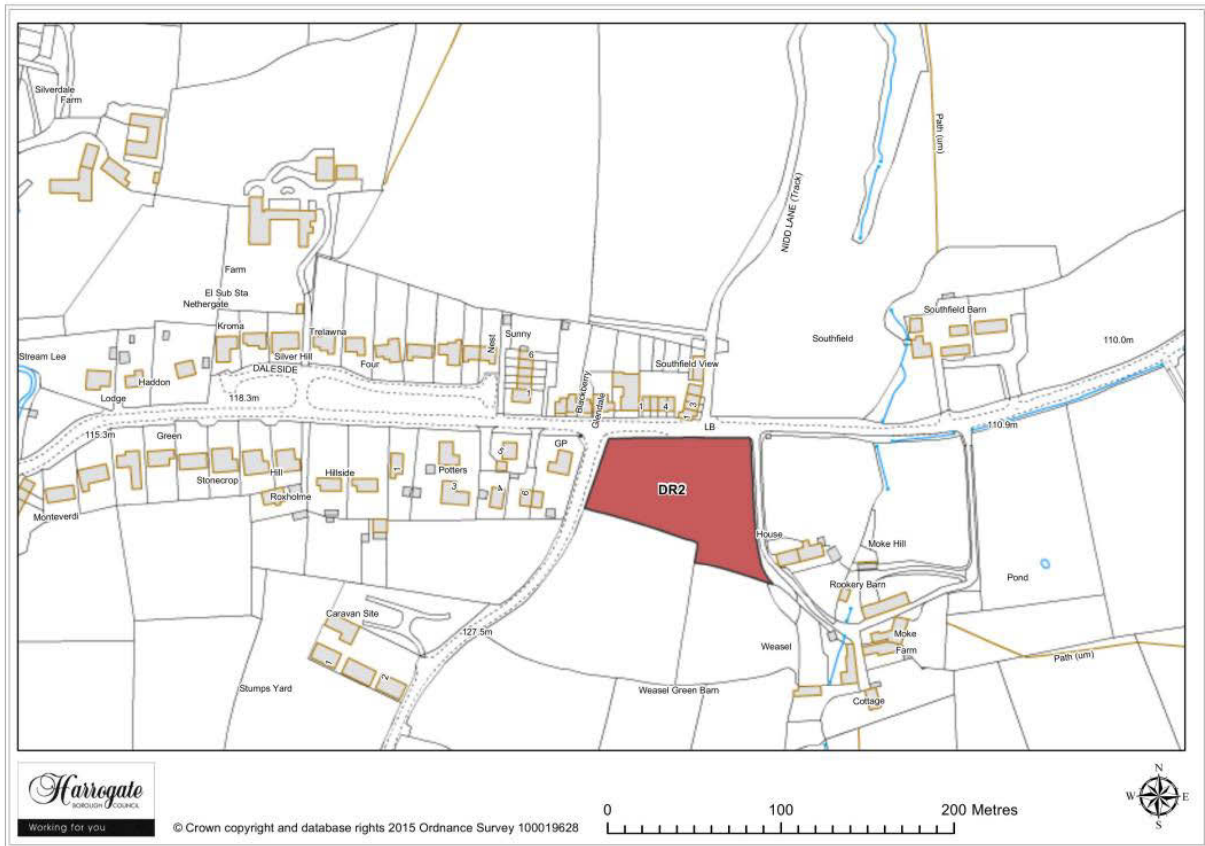 Silverdale
Farm
Path (um)
NIDD LANE (Track)
Farm
El Sub Sta
Nethergate
Kroma
Silver Hill
Trelawna
Four
Nest
Sunny
6
1
Southfield View
Southfield
Southfield Barn
110.0m
Stream Lea
Haddon
Lodge
DALESIDE
118.3m
Blackberry
Glendale
1
4
1
3
LB
110.9m
115.3m
Green
Stonecrop
Hill
Roxholme
Hillside
1
Potters
3
5
4
6
GP
Monteverdi
DR2
House
Moke Hill
Rookery Barn
Pond
Moke
Farm
Weasel
Path (um)
Caravan Site
127.5m
1
2
Stumps Yard
Weasel Green Barn
Cottage
Harrogate
BOROUGH COUNCIL
Working for you
© Crown copyright and database rights 2015 Ordnance Survey 100019628
0 100 200 Metres
N
W E
S